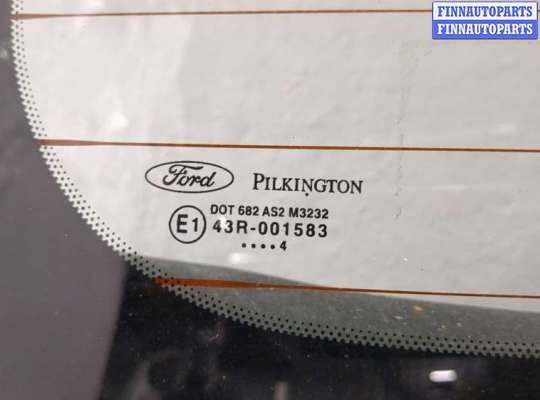 FINNAUTOPARTS
FINNAUTOPARTS
Ford PILKINGTON
DOT 682 AS2 M3232
E1 43R-001583
•••• 4